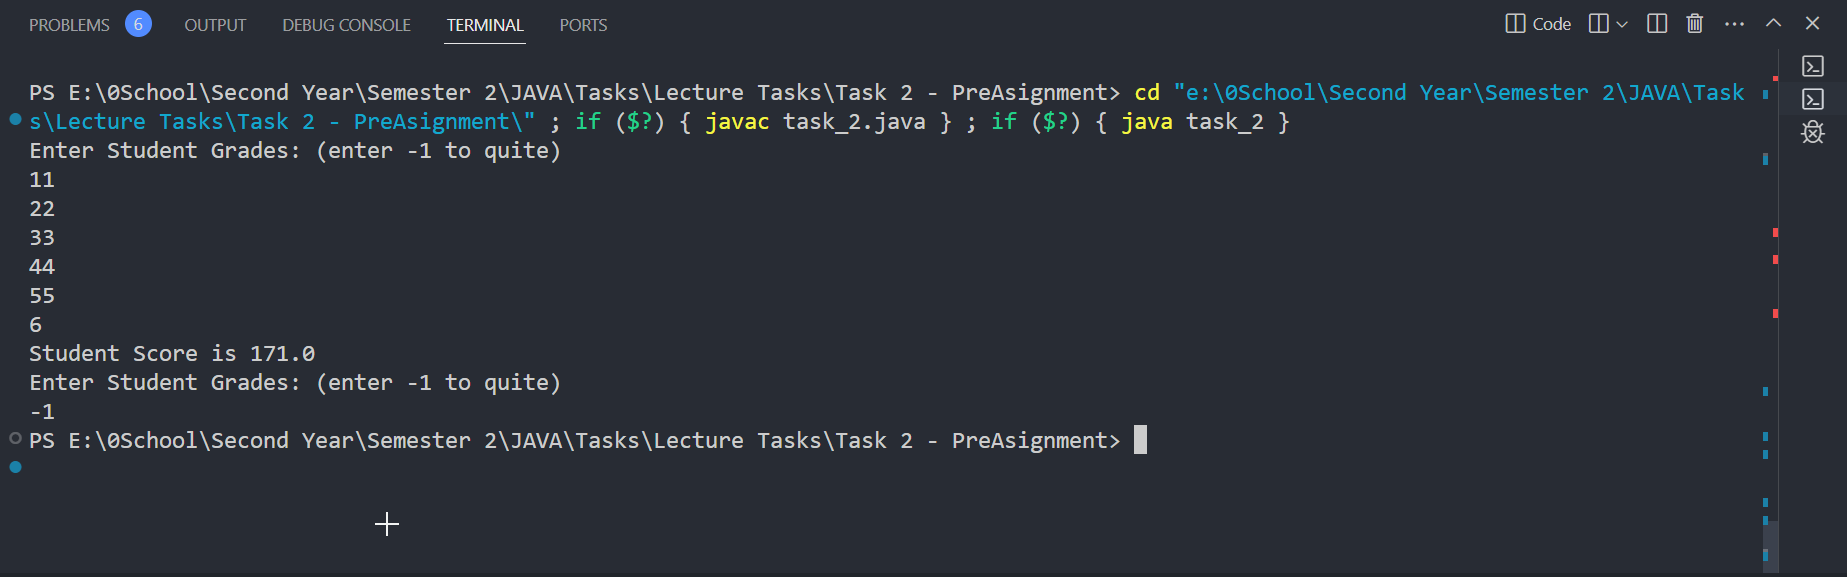 PROBLEMS 6 OUTPUT DEBUG CONSOLE TERMINAL PORTS Code
PS E:\0School\Second Year\Semester 2\JAVA\Tasks\Lecture Tasks\Task 2 - PreAsignment> cd "e:\0School\Second Year\Semester 2\JAVA\Task
s\Lecture Tasks\Task 2 - PreAsignment\" ; if ($?) { javac task_2.java } ; if ($?) { java task_2 }
Enter Student Grades: (enter -1 to quite)
11
22
33
44
55
6
Student Score is 171.0
Enter Student Grades: (enter -1 to quite)
-1
PS E:\0School\Second Year\Semester 2\JAVA\Tasks\Lecture Tasks\Task 2 - PreAsignment>